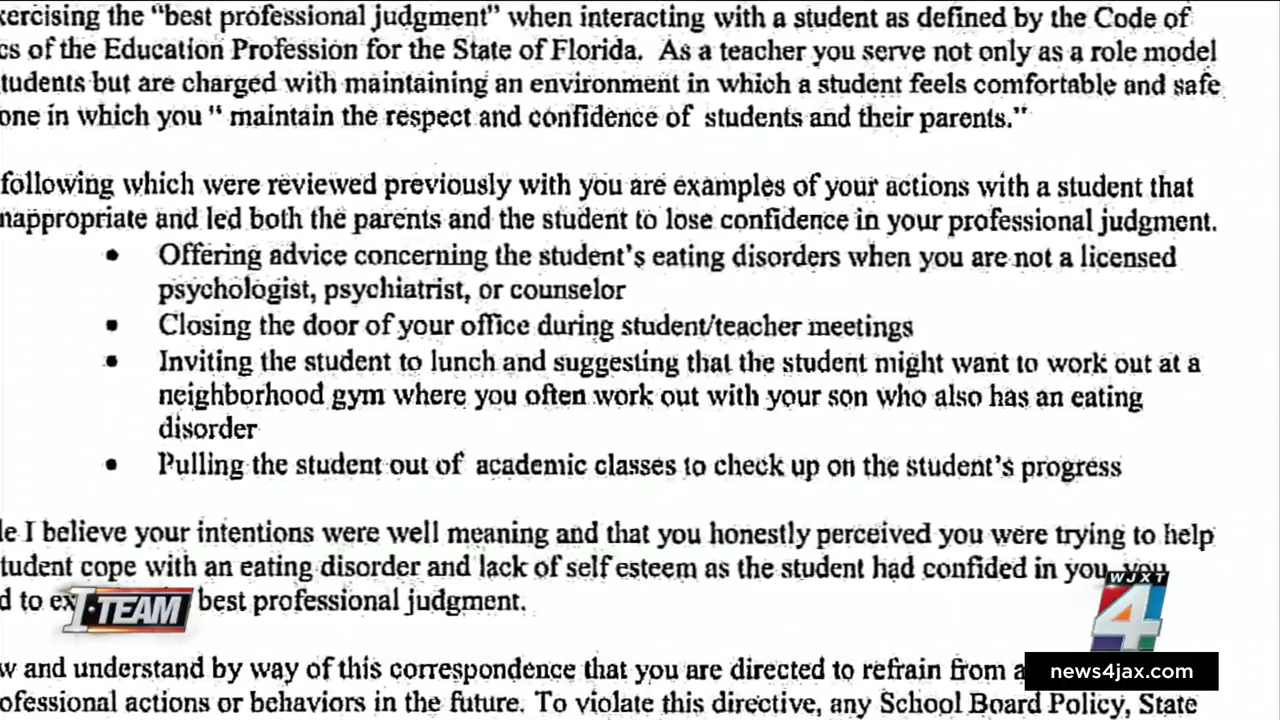 xercising the “best professional judgment” when interacting with a student as defined by the Code of
cs of the Education Profession for the State of Florida. As a teacher you serve not only as a role model
tudents but are charged with maintaining an environment in which a student feels comfortable and safe
one in which you “ maintain the respect and confidence of students and their parents.”
following which were reviewed previously with you are examples of your actions with a student that
nappropriate and led both the parents and the student to lose confidence in your professional judgment.
• Offering advice concerning the student’s eating disorders when you are not a licensed
psychologist, psychiatrist, or counselor
• Closing the door of your office during student/teacher meetings
• Inviting the student to lunch and suggesting that the student might want to work out at a
neighborhood gym where you often work out with your son who also has an eating
disorder
• Pulling the student out of academic classes to check up on the student’s progress
le I believe your intentions were well meaning and that you honestly perceived you were trying to help
tudent cope with an eating disorder and lack of self esteem as the student had confided in you, you
d to ex best professional judgment.
I-TEAM
WJXT
4
w and understand by way of this correspondence that you are directed to refrain from a
news4jax.com
ofessional actions or behaviors in the future. To violate this directive, any School Board Policy, State